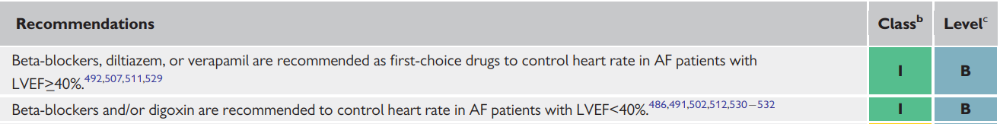 Recommendations Classb Levelc
Beta-blockers, diltiazem, or verapamil are recommended as first-choice drugs to control heart rate in AF patients with
LVEF≥40%.492,507,511,529 I B
Beta-blockers and/or digoxin are recommended to control heart rate in AF patients with LVEF<40%.486,491,502,512,530−532 I B